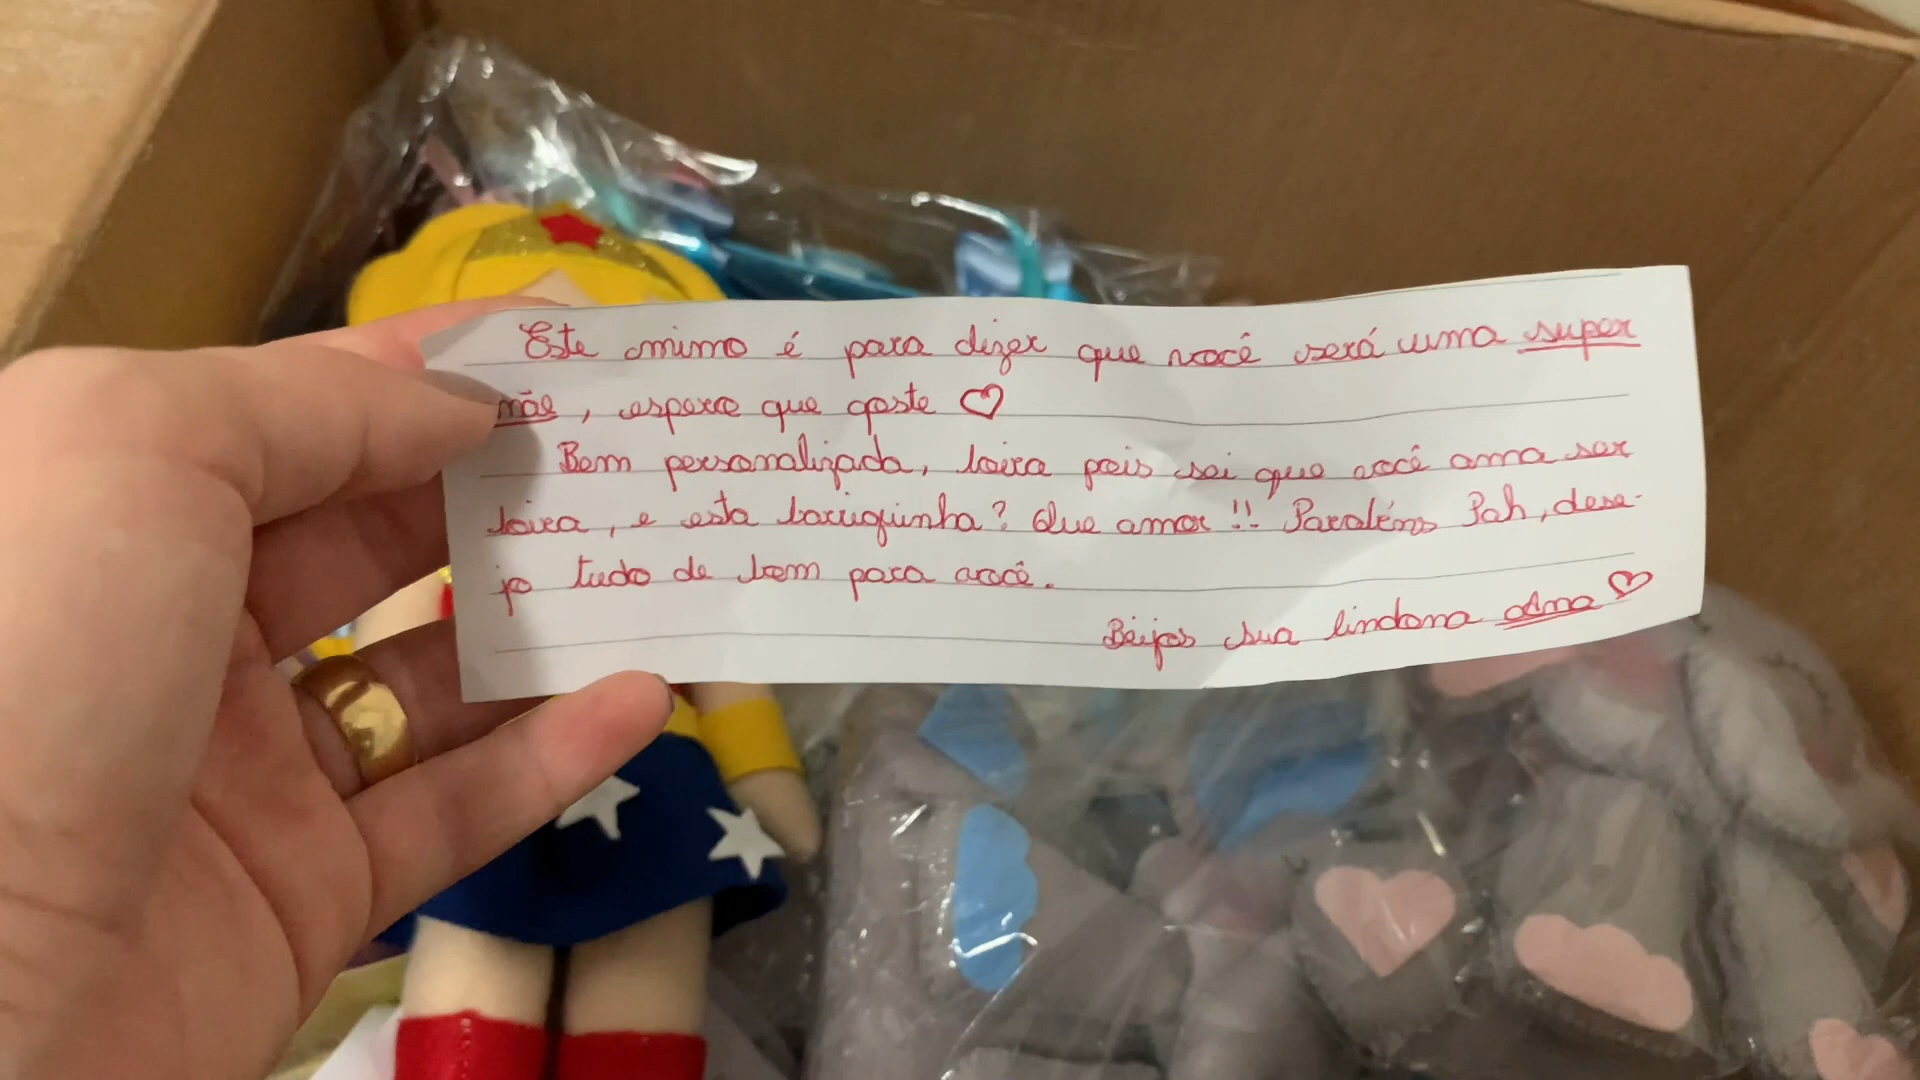 Este mimo é para dizer que você será uma super
mãe, espero que goste ♡
Bem personalizada, loira pois sei que você ama ser
loira, e esta barriguinha? Que amor!! Parabéns Pah, dese-
jo tudo de bom para você.
Beijos sua lindona Ama ♡